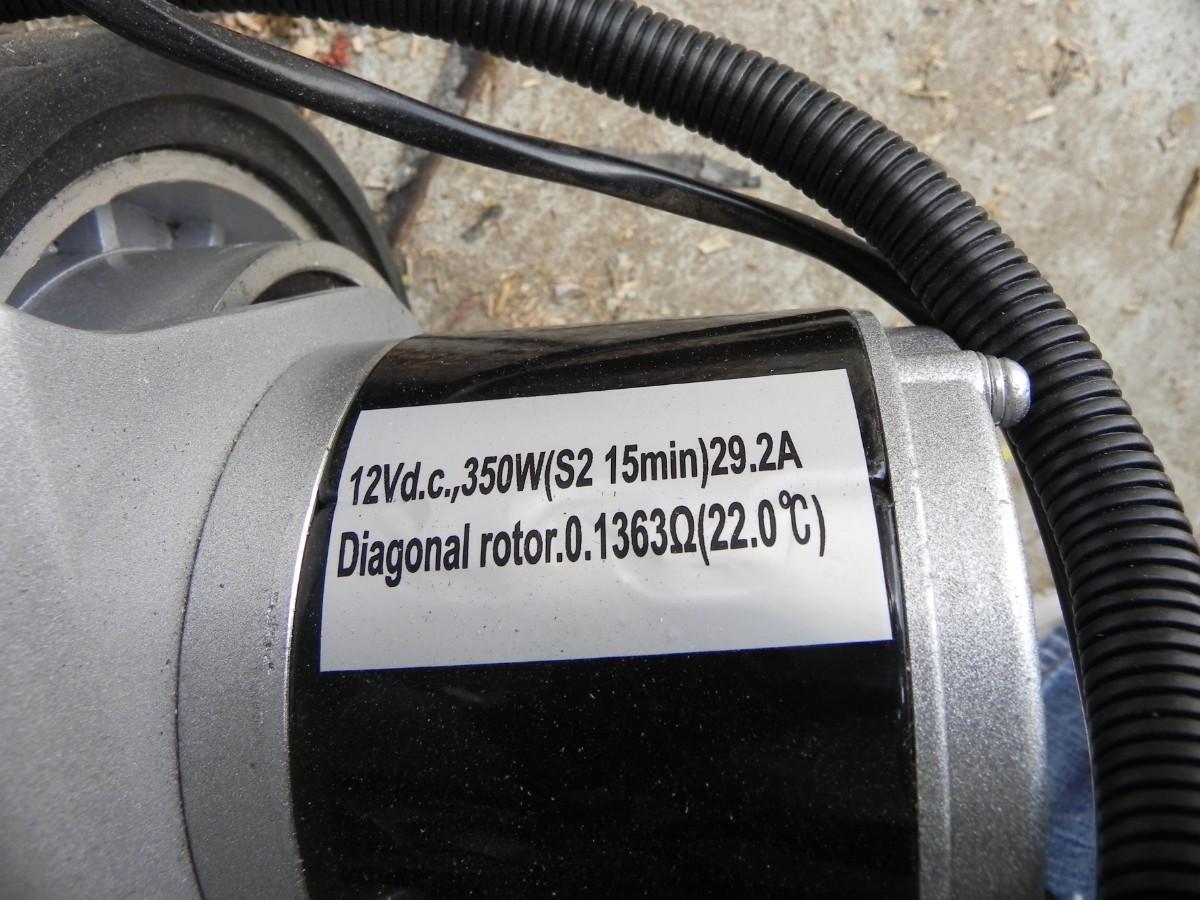 12Vd.c.,350W(S2 15min)29.2A
Diagonal rotor.0.1363Ω(22.0℃)